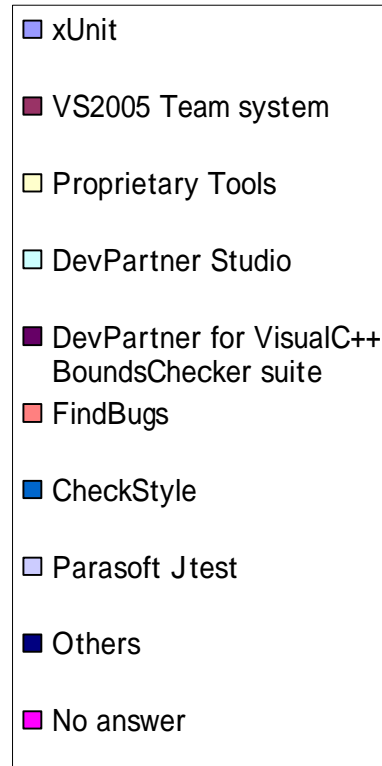 xUnit
VS2005 Team system
Proprietary Tools
DevPartner Studio
DevPartner for VisualC++
BoundsChecker suite
FindBugs
CheckStyle
Parasoft Jtest
Others
No answer